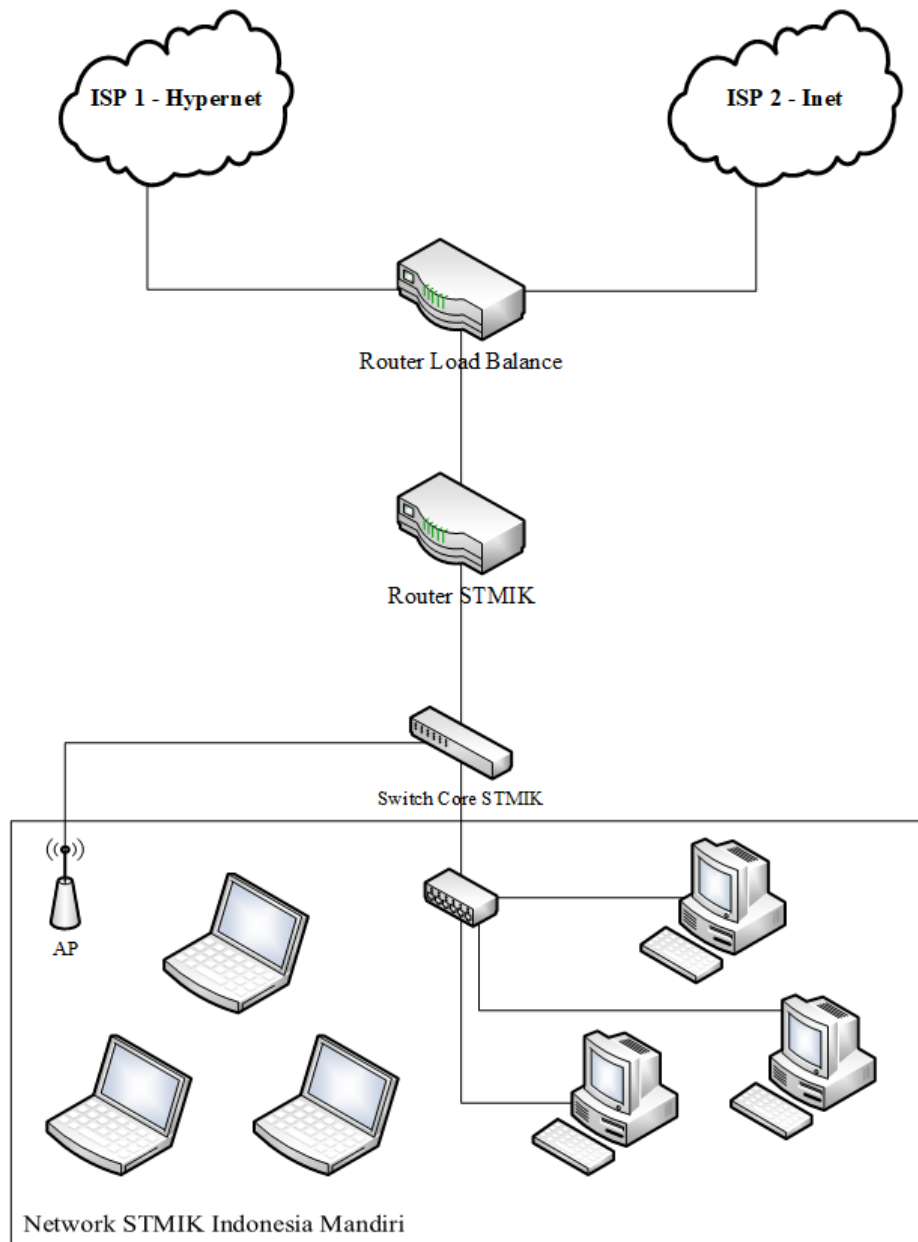 ISP 1 - Hypernet
ISP 2 - Inet
Router Load Balance
Router STMIK
Switch Core STMIK
AP
Network STMIK Indonesia Mandiri